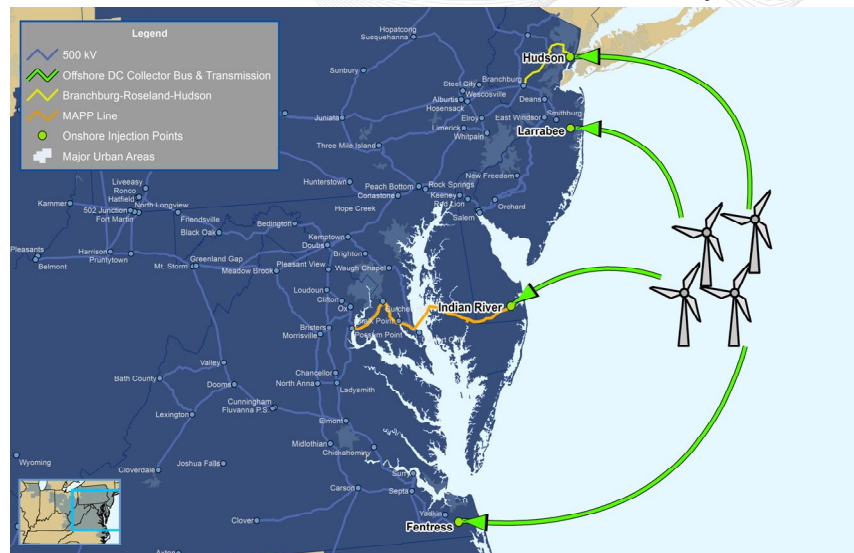 Legend
500 kV
Offshore DC Collector Bus & Transmission
Branchburg-Roseland-Hudson
MAPP Line
Onshore Injection Points
Major Urban Areas
Hopatcong
Susquehanna
Hudson
Sunbury
Branchburg
Steel City
Wescosville
Alburtis
Hosensack
Deans
Smithburg
Juniata
Elroy
East Windsor
Limerick
Whitpain
Larrabee
Three Mile Island
New Freedom
Liveasy
Ronco
Hatfield
Hunterstown
Peach Bottom
Rock Springs
Conastone
Keeney
Red Lion
Orchard
Kammer
502 Junction
North Longview
Fort Martin
Friendsville
Hope Creek
Salem
Black Oak
Bedington
Kemptown
Doubs
Pleasants
Harrison
Pruntytown
Belmont
Greenland Gap
Mt. Storm
Meadow Brook
Pleasant View
Brighton
Waugh Chapel
Loudoun
Clifton
Ox
Burches
Indian River
Chalk Point
Bristers
Morrisville
Possum Point
Valley
Bath County
Dooms
Chancellor
North Anna
Ladysmith
Cunningham
Fluvanna P.S.
Lexington
Elmont
Midlothian
Chickahominy
Wyoming
Cloverdale
Joshua Falls
Surry
Carson
Septa
Yadkin
Clover
Fentress